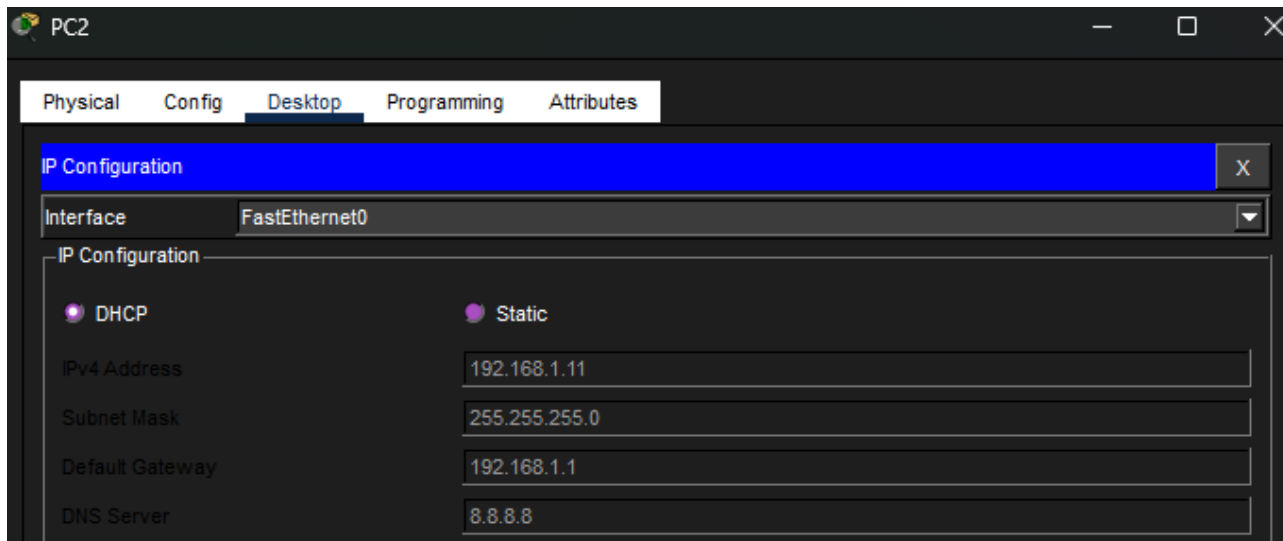 PC2
Physical Config Desktop Programming Attributes
IP Configuration X
Interface FastEthernet0
IP Configuration
DHCP Static
IPv4 Address 192.168.1.11
Subnet Mask 255.255.255.0
Default Gateway 192.168.1.1
DNS Server 8.8.8.8